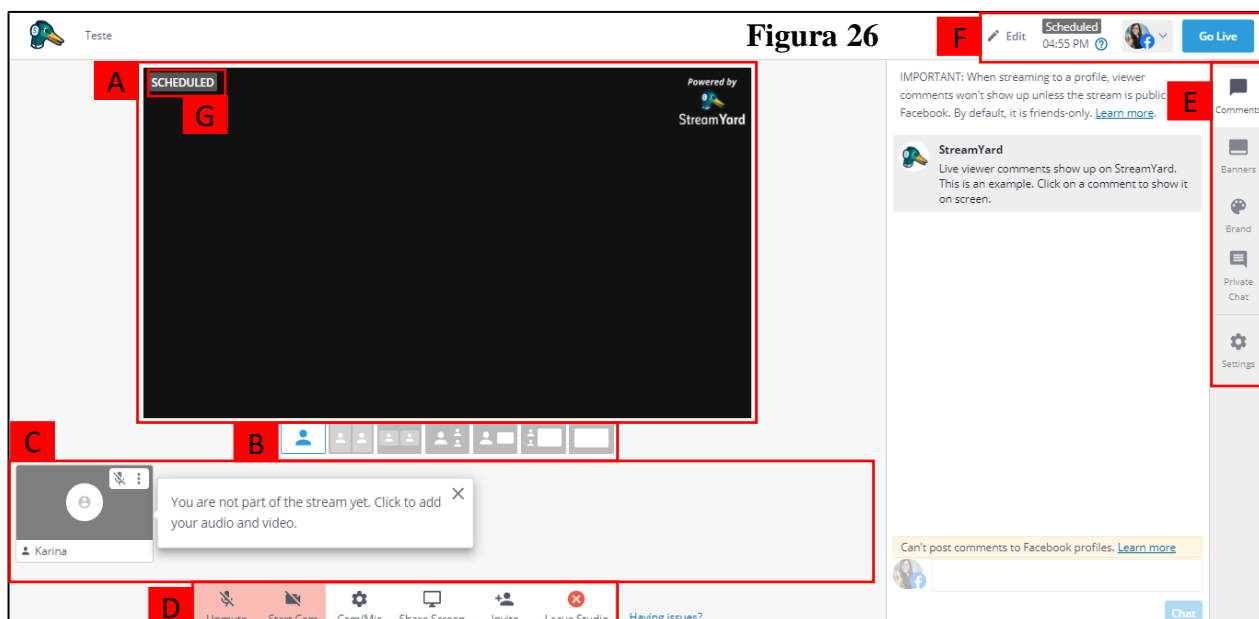 Teste
Figura 26
F
Edit
Scheduled
04:55 PM
Go Live
A
SCHEDULED
G
Powered by
StreamYard
IMPORTANT: When streaming to a profile, viewer
comments won't show up unless the stream is public
Facebook. By default, it is friends-only. Learn more.
StreamYard
Live viewer comments show up on StreamYard.
This is an example. Click on a comment to show it
on screen.
E
Comments
Banners
Brand
Private
Chat
Settings
B
C
You are not part of the stream yet. Click to add
your audio and video.
Karina
D
Unmute
Start Cam
Cam/Mic
Share Screen
Invite
Leave Studio
Having issues?
Can't post comments to Facebook profiles. Learn more
Chat